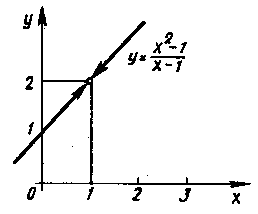 y
y = x²-1 / x-1
2
1
0 1 2 3 x